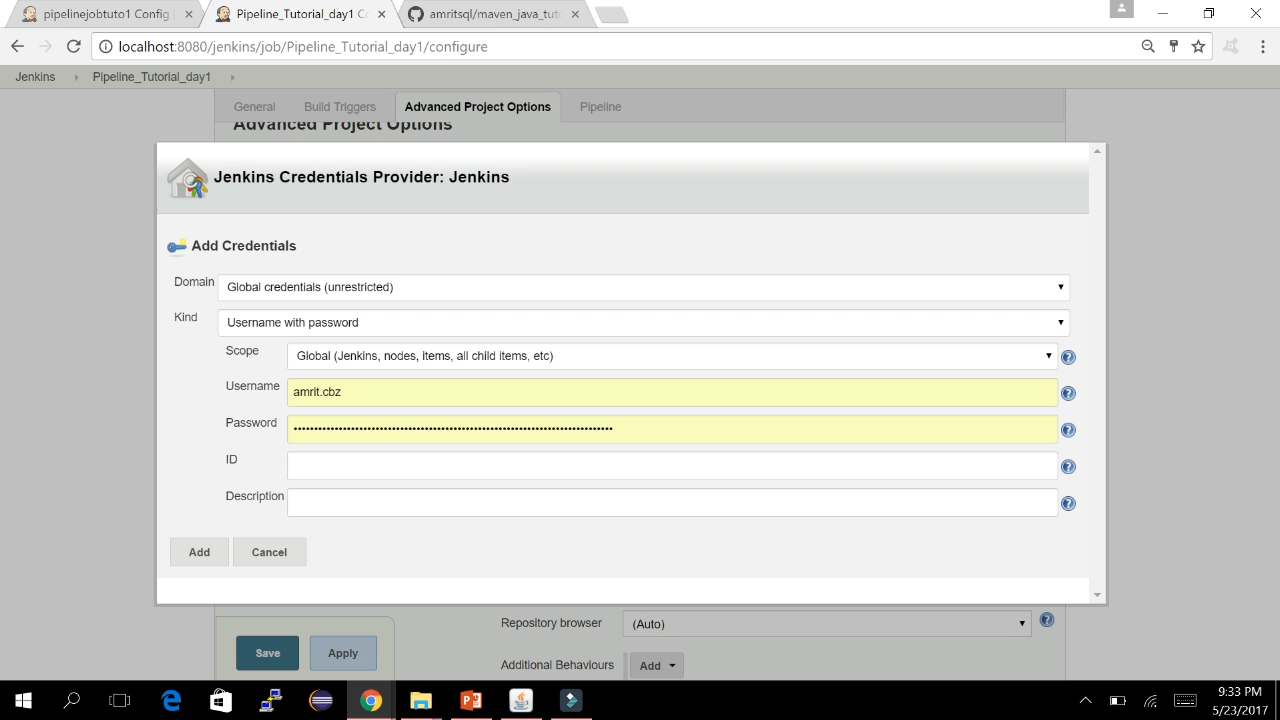 pipelinejobtuto1 Config
Pipeline_Tutorial_day1 Co
amritsql/maven_java_tuto
localhost:8080/jenkins/job/Pipeline_Tutorial_day1/configure
Jenkins
Pipeline_Tutorial_day1
General
Build Triggers
Advanced Project Options
Pipeline
Advanced Project Options
Jenkins Credentials Provider: Jenkins
Add Credentials
Domain
Global credentials (unrestricted)
Kind
Username with password
Scope
Global (Jenkins, nodes, items, all child items, etc)
Username
amrit.cbz
Password
ID
Description
Add
Cancel
Repository browser
(Auto)
Save
Apply
Additional Behaviours
Add
9:33 PM
5/23/2017